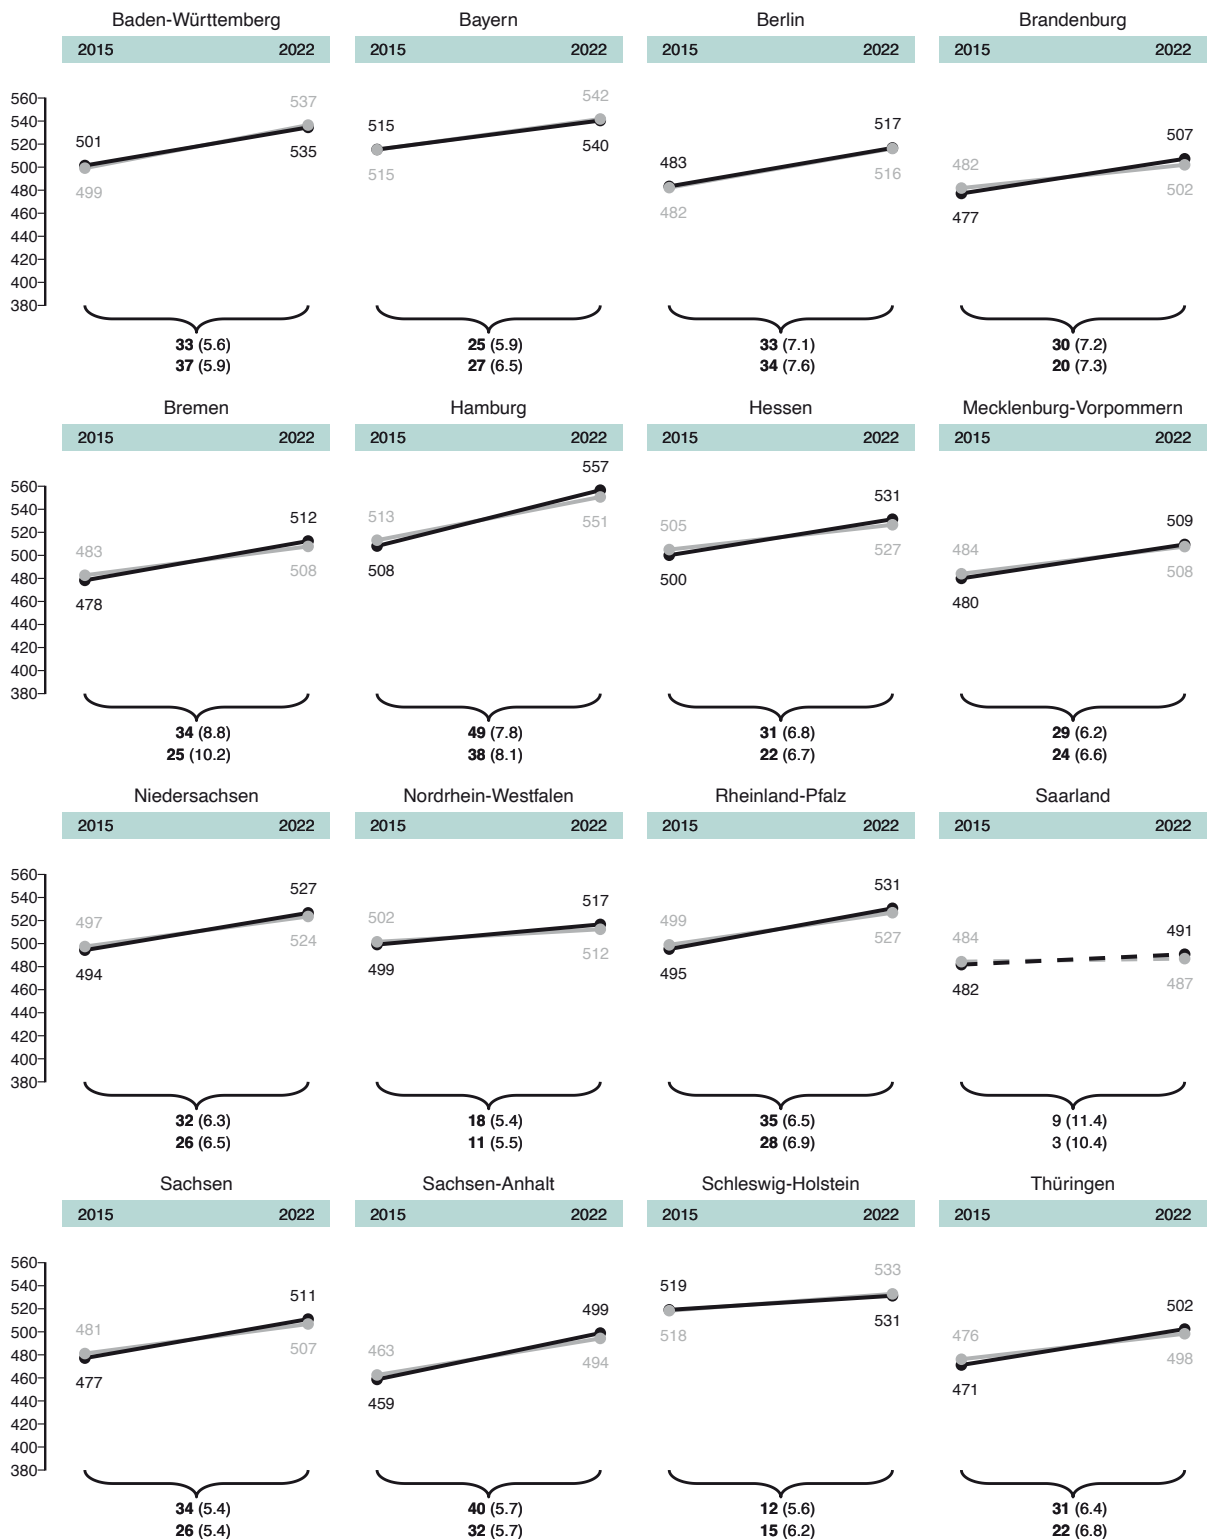 Baden-Württemberg Bayern Berlin Brandenburg
2015 2022 2015 2022 2015 2022 2015 2022
560
540
520
500
480
460
440
420
400
380
501 499 537 535
515 515 542 540
483 482 517 516
482 477 507 502
33 (5.6) 25 (5.9) 33 (7.1) 30 (7.2)
37 (5.9) 27 (6.5) 34 (7.6) 20 (7.3)
Bremen Hamburg Hessen Mecklenburg-Vorpommern
2015 2022 2015 2022 2015 2022 2015 2022
560
540
520
500
480
460
440
420
400
380
483 478 512 508
513 508 557 551
505 500 531 527
484 480 509 508
34 (8.8) 49 (7.8) 31 (6.8) 29 (6.2)
25 (10.2) 38 (8.1) 22 (6.7) 24 (6.6)
Niedersachsen Nordrhein-Westfalen Rheinland-Pfalz Saarland
2015 2022 2015 2022 2015 2022 2015 2022
560
540
520
500
480
460
440
420
400
380
497 494 527 524
502 499 517 512
499 495 531 527
484 482 491 487
32 (6.3) 18 (5.4) 35 (6.5) 9 (11.4)
26 (6.5) 11 (5.5) 28 (6.9) 3 (10.4)
Sachsen Sachsen-Anhalt Schleswig-Holstein Thüringen
2015 2022 2015 2022 2015 2022 2015 2022
560
540
520
500
480
460
440
420
400
380
481 477 511 507
463 459 499 494
519 518 533 531
476 471 502 498
34 (5.4) 40 (5.7) 12 (5.6) 31 (6.4)
26 (5.4) 32 (5.7) 15 (6.2) 22 (6.8)